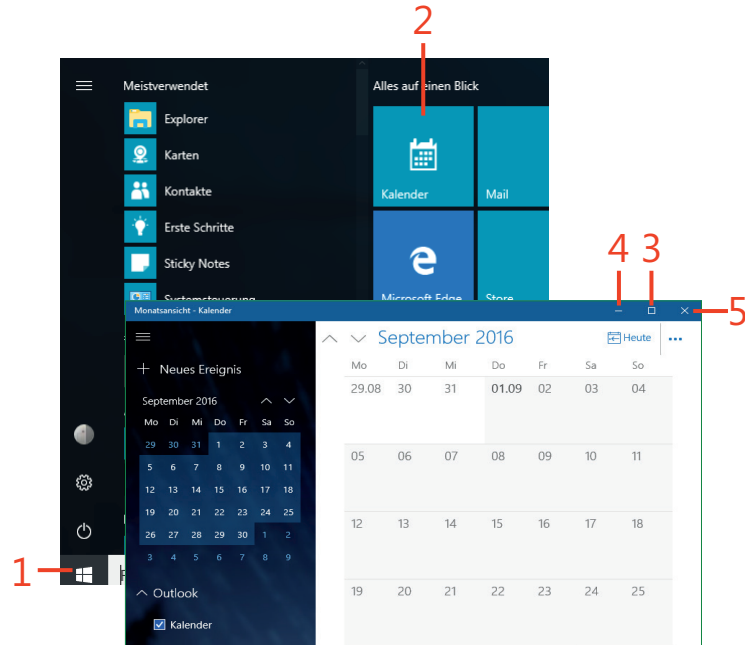 2
Meistverwendet
Alles auf einen Blick
Explorer
Karten
Kontakte
Erste Schritte
Sticky Notes
Systemsteuerung
Kalender
Mail
Microsoft Edge
Store
4 3
5
1
Monatsansicht - Kalender
Neues Ereignis
September 2016
Mo Di Mi Do Fr Sa So
29 30 31 1 2 3 4
5 6 7 8 9 10 11
12 13 14 15 16 17 18
19 20 21 22 23 24 25
26 27 28 29 30 1 2
3 4 5 6 7 8 9
Outlook
Kalender
September 2016
Heute
Mo Di Mi Do Fr Sa So
29.08 30 31 01.09 02 03 04
05 06 07 08 09 10 11
12 13 14 15 16 17 18
19 20 21 22 23 24 25